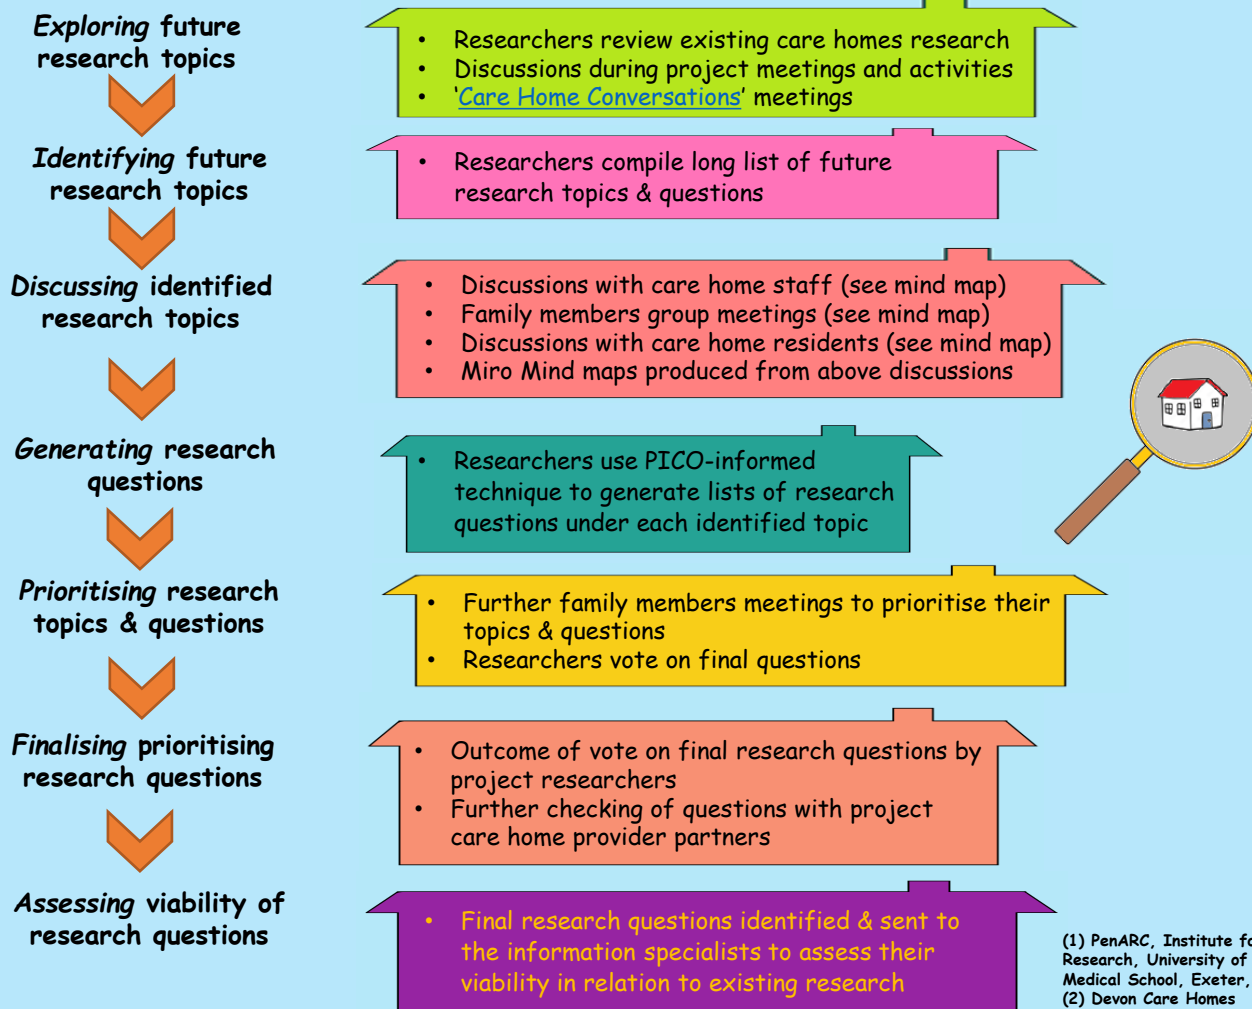 Exploring future
research topics
• Researchers review existing care homes research
• Discussions during project meetings and activities
• ‘Care Home Conversations’ meetings
Identifying future
research topics
• Researchers compile long list of future
research topics & questions
Discussing identified
research topics
• Discussions with care home staff (see mind map)
• Family members group meetings (see mind map)
• Discussions with care home residents (see mind map)
• Miro Mind maps produced from above discussions
Generating research
questions
• Researchers use PICO-informed
technique to generate lists of research
questions under each identified topic
Prioritising research
topics & questions
• Further family members meetings to prioritise their
topics & questions
• Researchers vote on final questions
Finalising prioritising
research questions
• Outcome of vote on final research questions by
project researchers
• Further checking of questions with project
care home provider partners
Assessing viability of
research questions
• Final research questions identified & sent to
the information specialists to assess their
viability in relation to existing research
(1) PenARC, Institute
Research, University of
Medical School, Exeter,
(2) Devon Care Homes